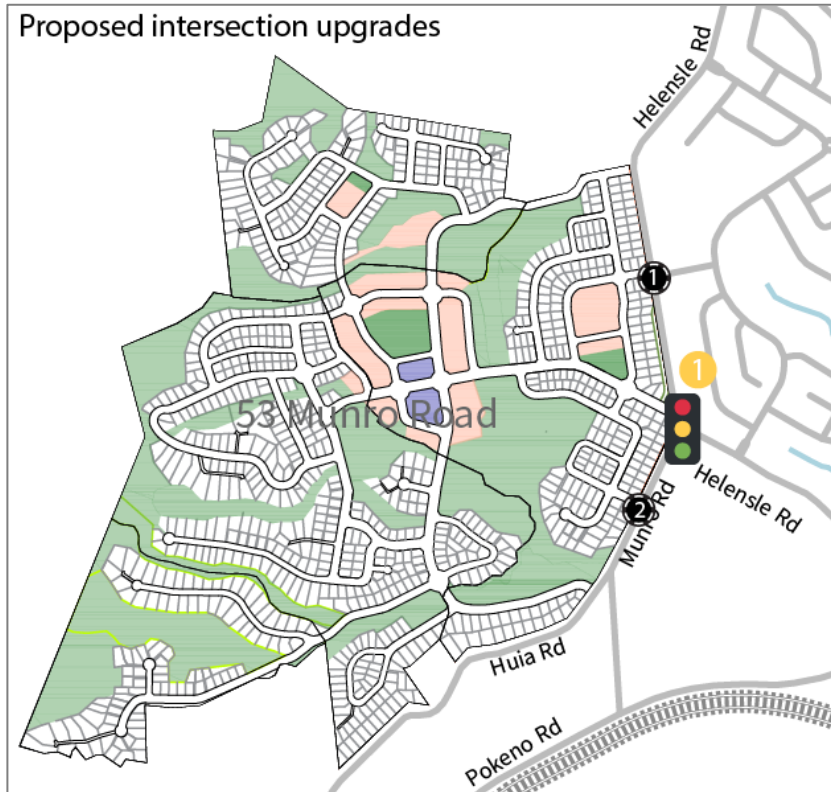 Proposed intersection upgrades
Helensle Rd
1
1
53 Munro Road
Helensle Rd
2
Munro Rd
Huia Rd
Pokeno Rd